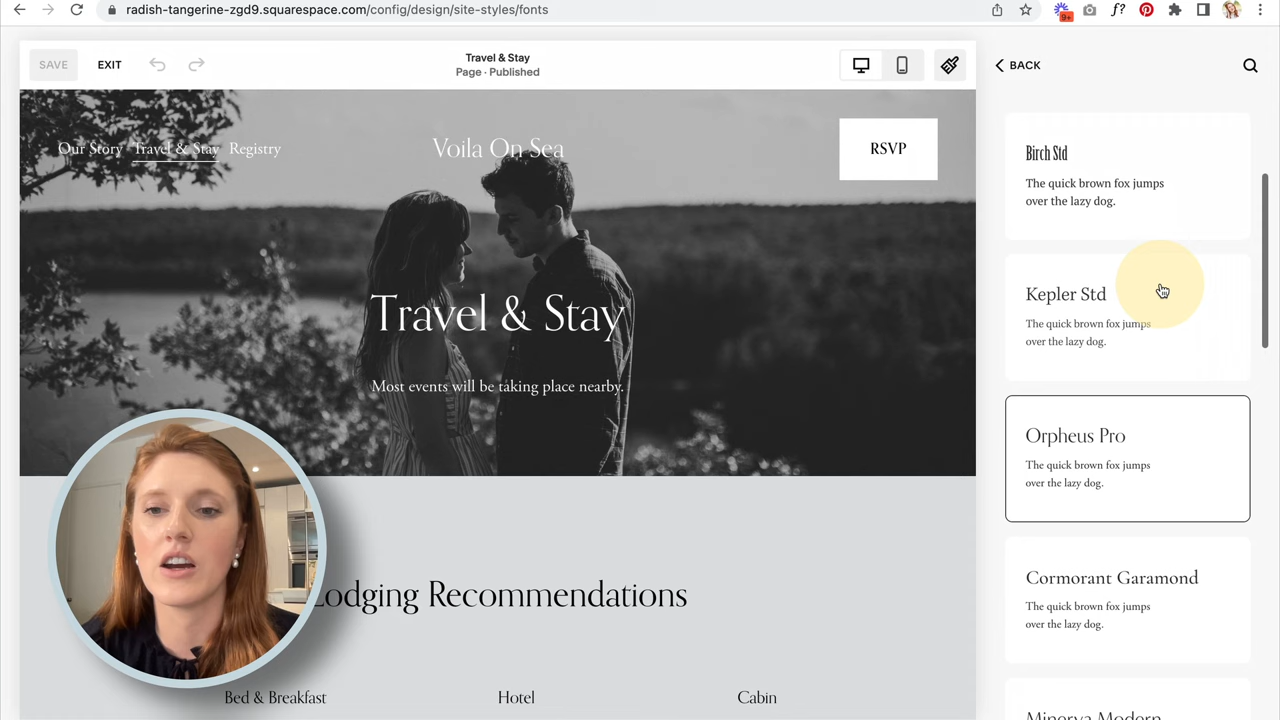 radish-tangerine-zgd9.squarespace.com/config/design/site-styles/fonts
9+
f?
SAVE
EXIT
Travel & Stay
Page · Published
BACK
Our Story
Travel & Stay
Registry
Voila On Sea
RSVP
Travel & Stay
Most events will be taking place nearby.
Lodging Recommendations
Bed & Breakfast
Hotel
Cabin
Birch Std
The quick brown fox jumps
over the lazy dog.
Kepler Std
The quick brown fox jumps
over the lazy dog.
Orpheus Pro
The quick brown fox jumps
over the lazy dog.
Cormorant Garamond
The quick brown fox jumps
over the lazy dog.
Minerva Modern